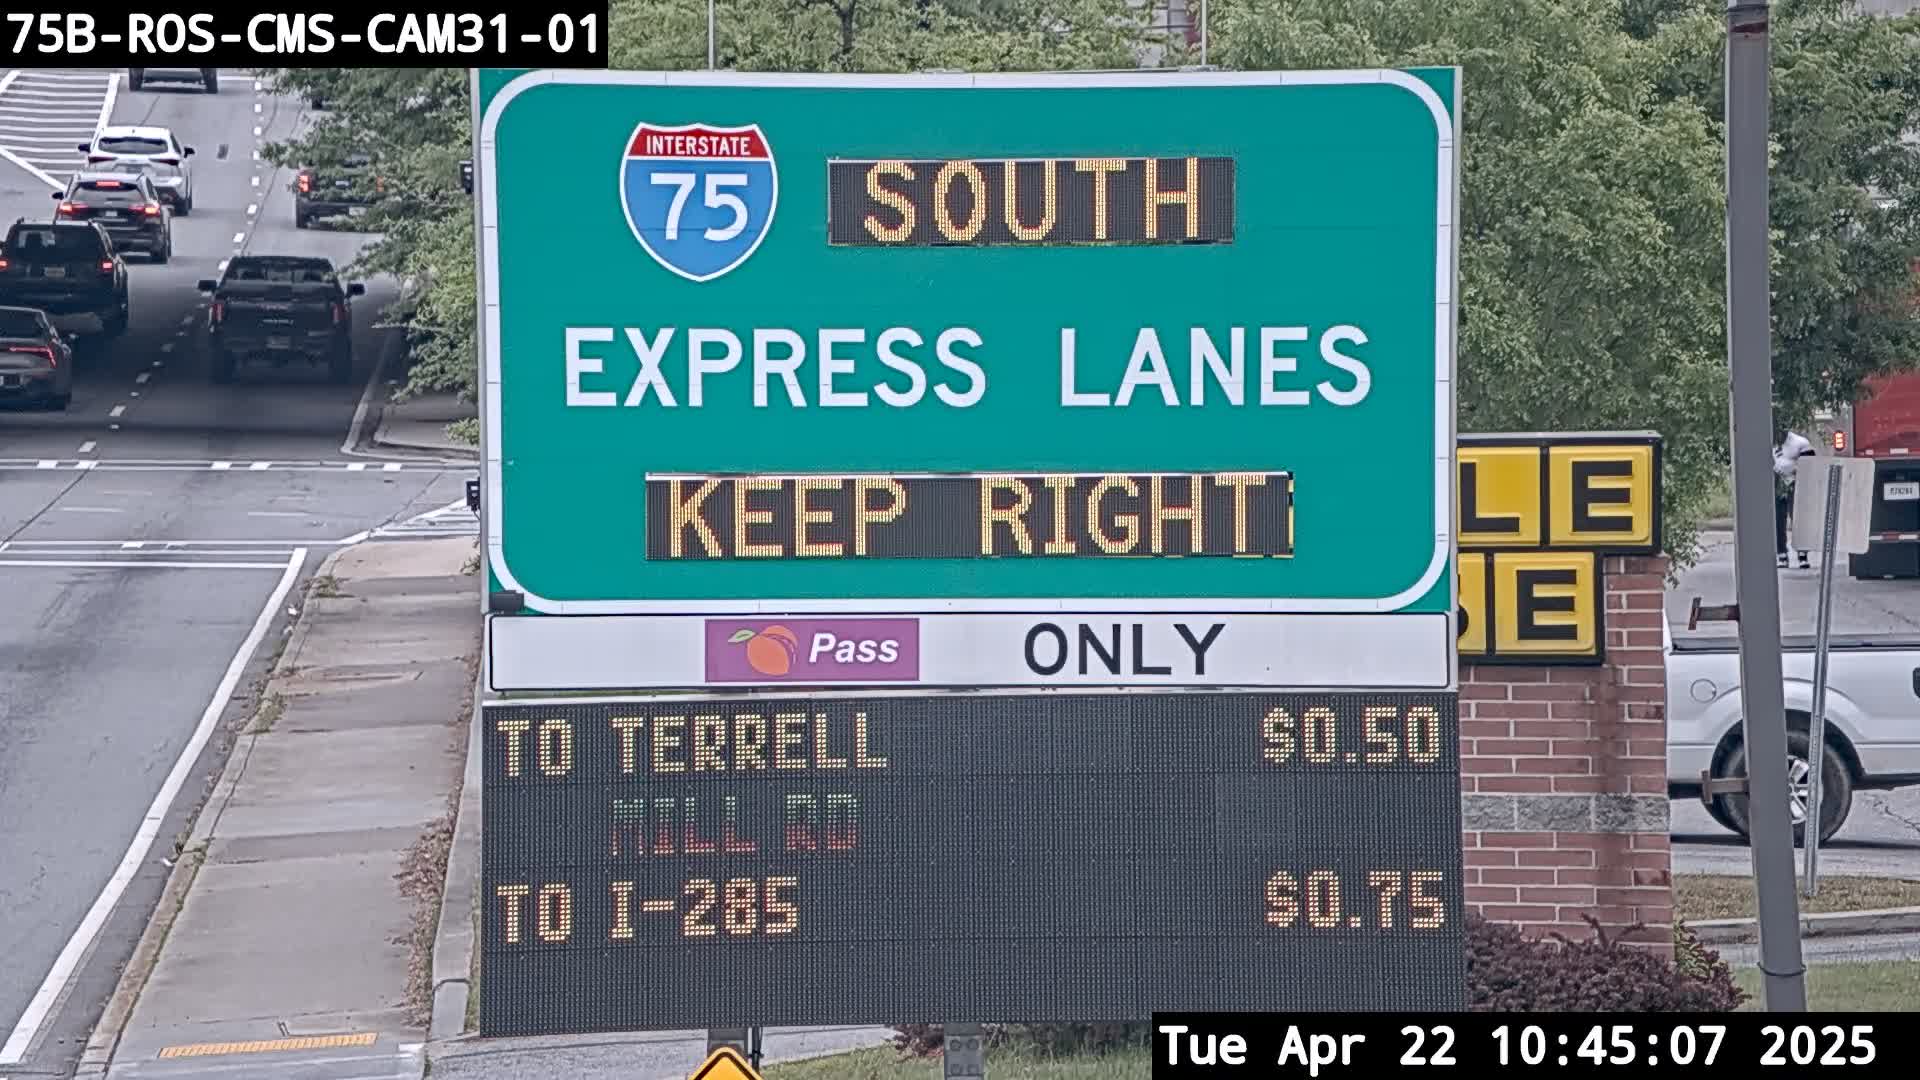 75B-ROS-CMS-CAM31-01
INTERSTATE
75
SOUTH
EXPRESS LANES
KEEP RIGHT
Pass ONLY
TO TERRELL $0.50
MILL RD
TO I-285 $0.75
LE
E
Tue Apr 22 10:45:07 2025